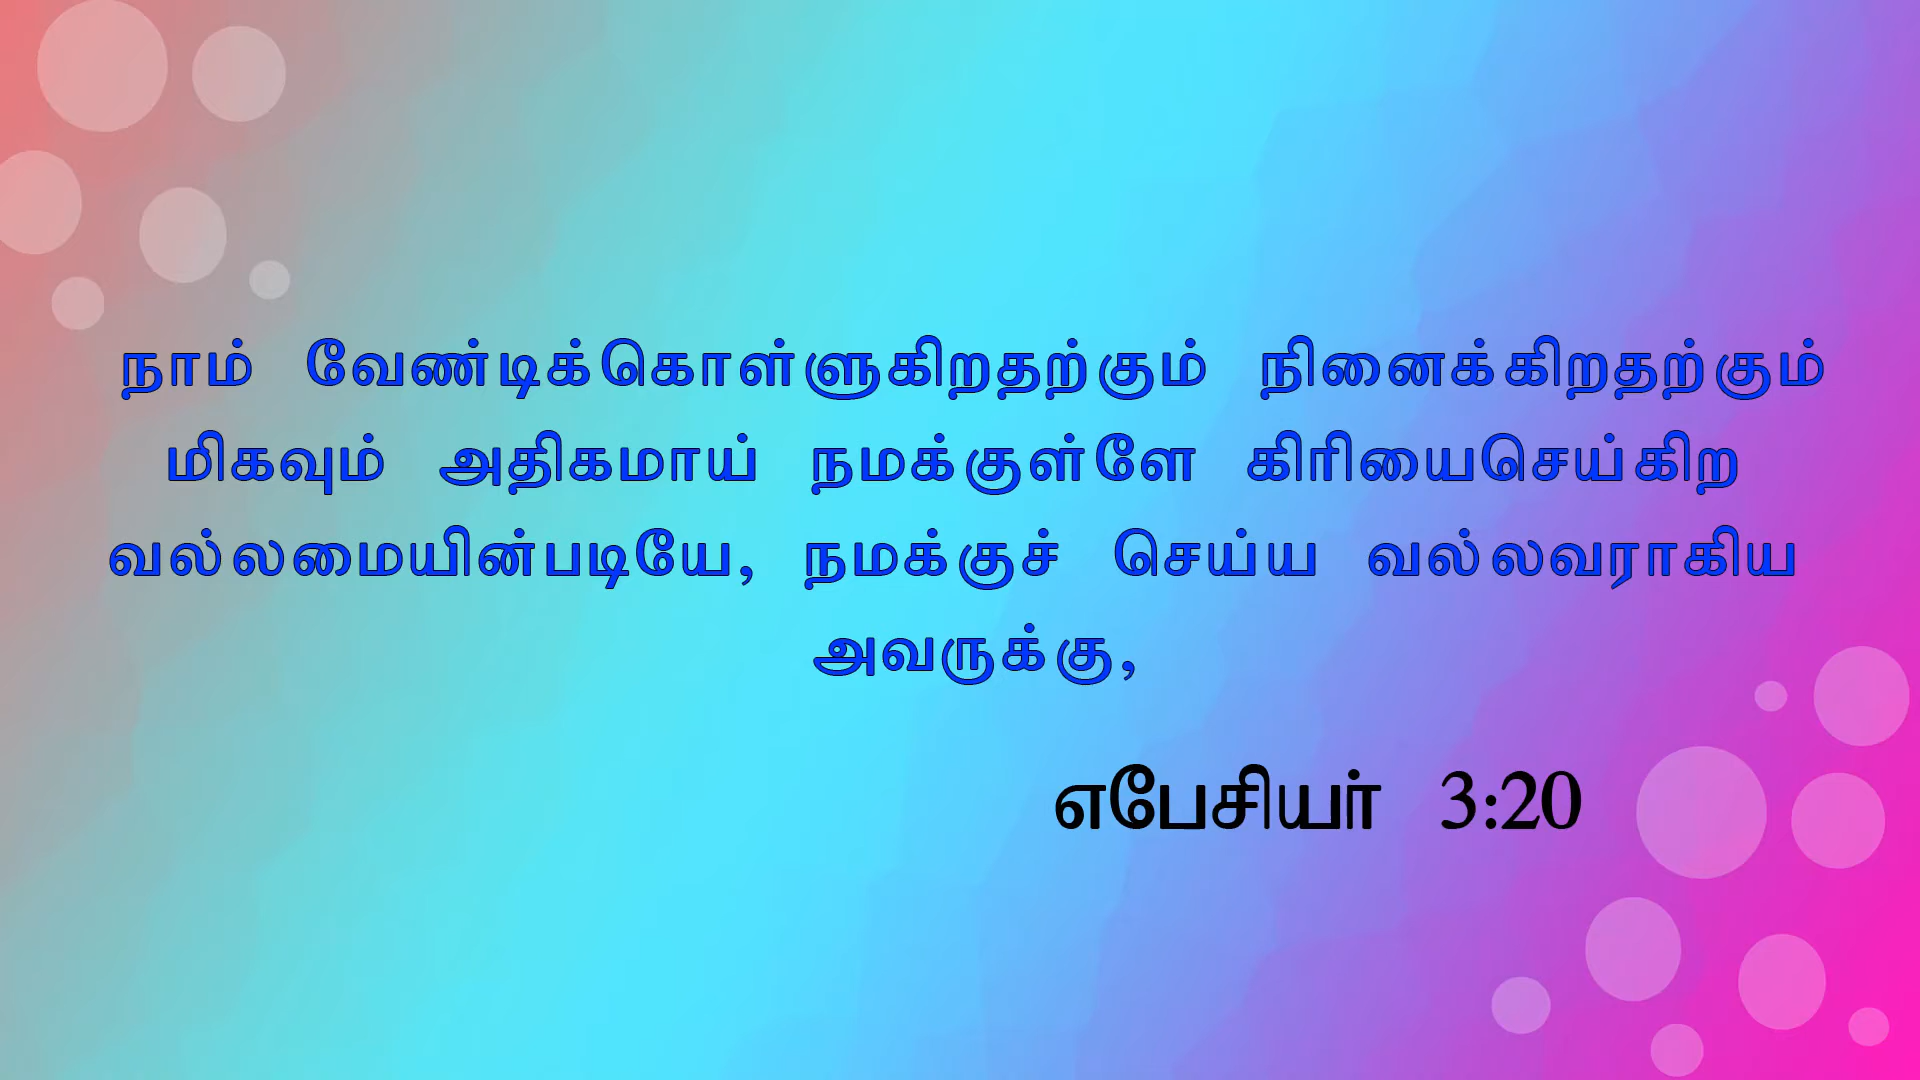 நாம் வேண்டிக்கொள்ளுகிறதற்கும் நினைக்கிறதற்கும்
மிகவும் அதிகமாய் நமக்குள்ளே கிரியைசெய்கிற
வல்லமையின்படியே, நமக்குச் செய்ய வல்லவராகிய
அவருக்கு,
எபேசியர் 3:20